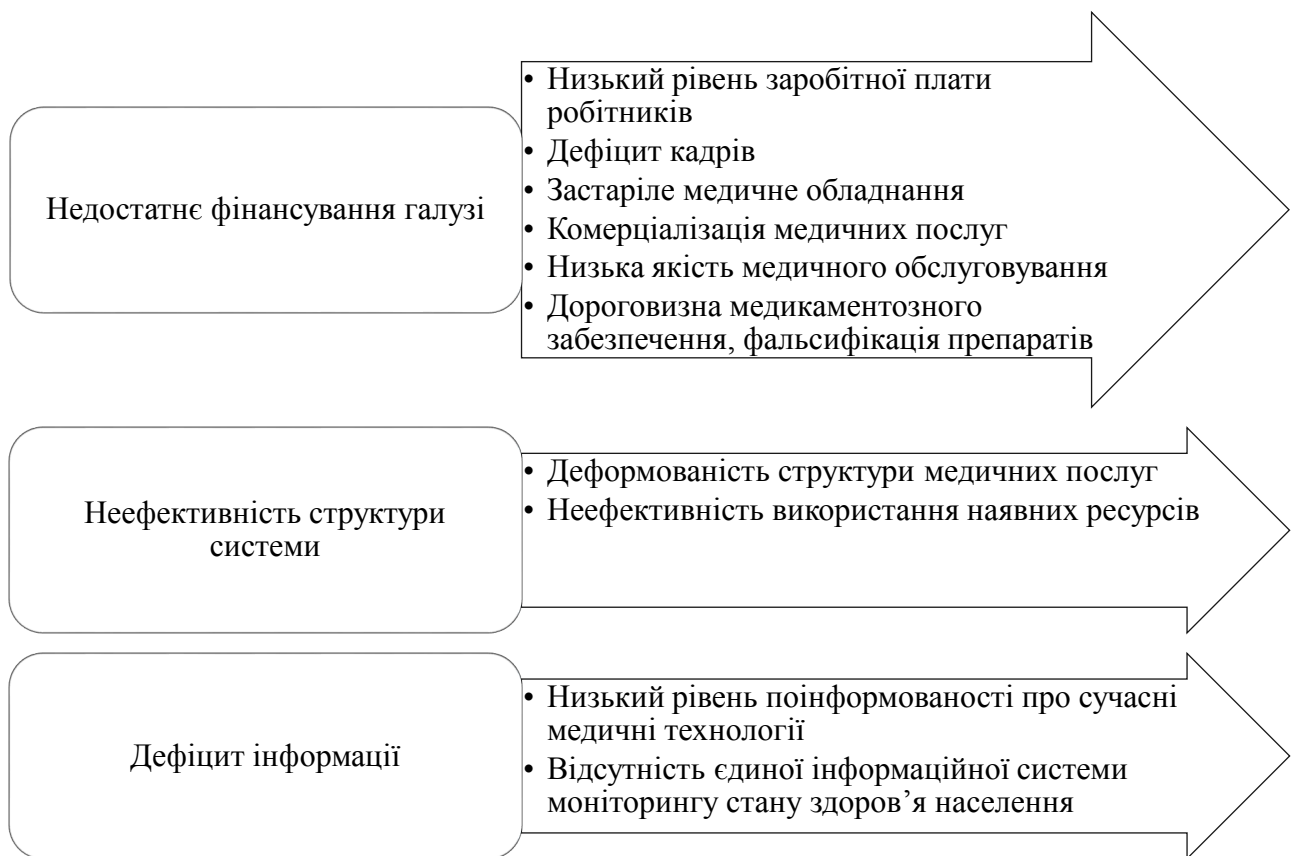 Недостатнє фінансування галузі
• Низький рівень заробітної плати
робітників
• Дефіцит кадрів
• Застаріле медичне обладнання
• Комерціалізація медичних послуг
• Низька якість медичного обслуговування
• Дороговизна медикаментозного
забезпечення, фальсифікація препаратів
Неефективність структури
системи
• Деформованість структури медичних послуг
• Неефективність використання наявних ресурсів
Дефіцит інформації
• Низький рівень поінформованості про сучасні
медичні технології
• Відсутність єдиної інформаційної системи
моніторингу стану здоров’я населення